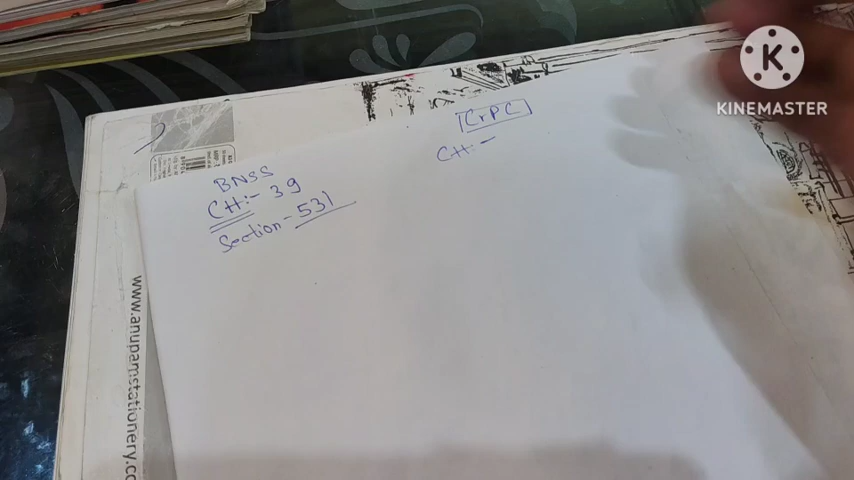 K
KINEMASTER
BNSS
CH:- 39
Section - 531
CrPC
CH:-
www.anupamstationery.co